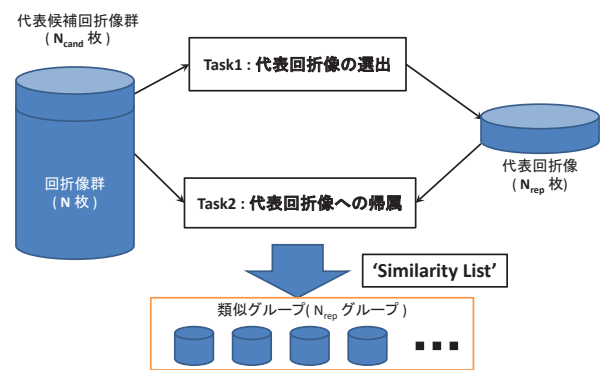 代表候補回折像群
( Ncand 枚 )
Task1 : 代表回折像の選出
回折像群
( N 枚 )
代表回折像
( Nrep 枚)
Task2 : 代表回折像への帰属
‘Similarity List’
類似グループ( Nrep グループ )